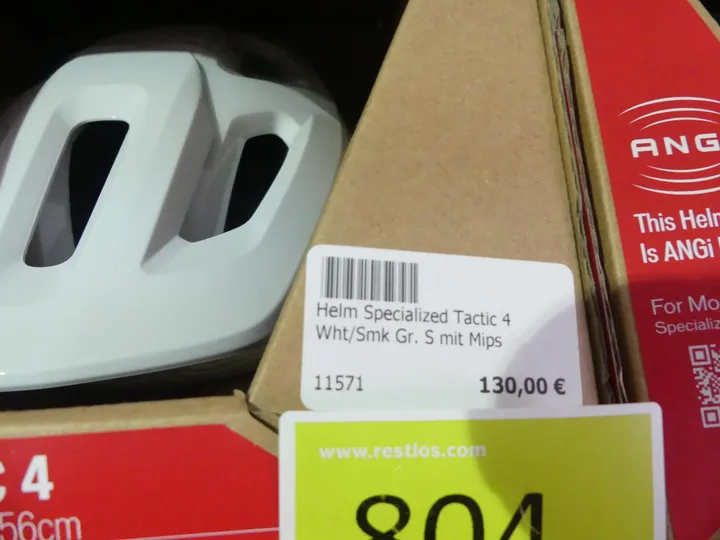 Helm Specialized Tactic 4
Wht/Smk Gr. S mit Mips
11571 130,00 €
www.restlos.com
804
4
56cm
ANG
This Helm
Is ANGi
For Mo
Specializ